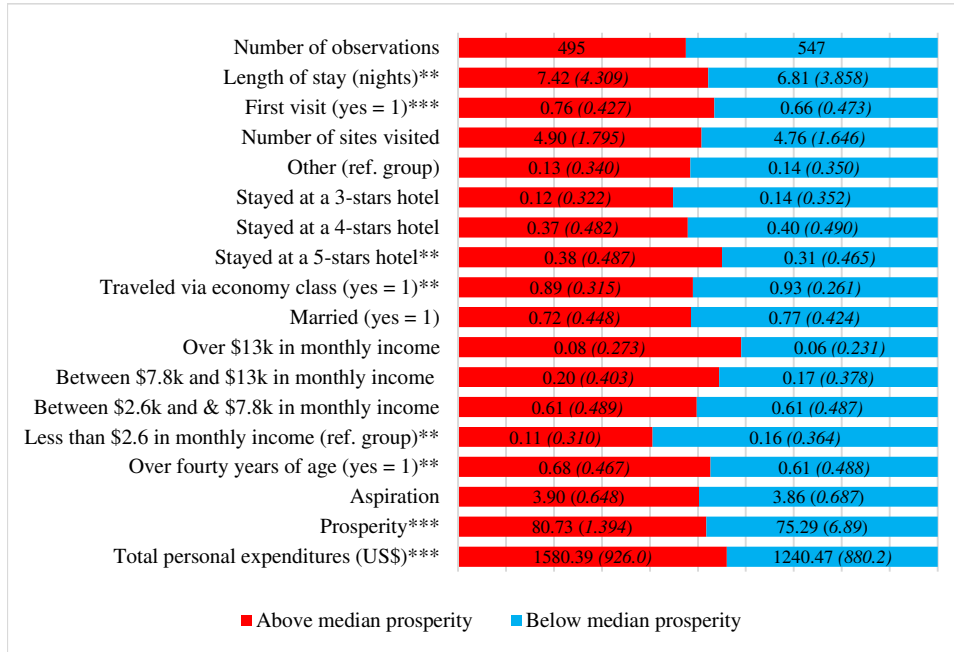 Number of observations 495 547
Length of stay (nights)** 7.42 (4.309) 6.81 (3.858)
First visit (yes = 1)*** 0.76 (0.427) 0.66 (0.473)
Number of sites visited 4.90 (1.795) 4.76 (1.646)
Other (ref. group) 0.13 (0.340) 0.14 (0.350)
Stayed at a 3-stars hotel 0.12 (0.322) 0.14 (0.352)
Stayed at a 4-stars hotel 0.37 (0.482) 0.40 (0.490)
Stayed at a 5-stars hotel** 0.38 (0.487) 0.31 (0.465)
Traveled via economy class (yes = 1)** 0.89 (0.315) 0.93 (0.261)
Married (yes = 1) 0.72 (0.448) 0.77 (0.424)
Over $13k in monthly income 0.08 (0.273) 0.06 (0.231)
Between $7.8k and $13k in monthly income 0.20 (0.403) 0.17 (0.378)
Between $2.6k and & $7.8k in monthly income 0.61 (0.489) 0.61 (0.487)
Less than $2.6 in monthly income (ref. group)** 0.11 (0.310) 0.16 (0.364)
Over fourty years of age (yes = 1)** 0.68 (0.467) 0.61 (0.488)
Aspiration 3.90 (0.648) 3.86 (0.687)
Prosperity*** 80.73 (1.394) 75.29 (6.89)
Total personal expenditures (US$)*** 1580.39 (926.0) 1240.47 (880.2)
Above median prosperity Below median prosperity